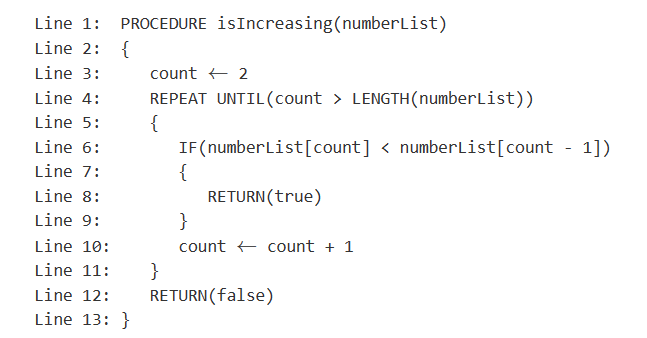 Line 1: PROCEDURE isIncreasing(numberList)
Line 2: {
Line 3: count ← 2
Line 4: REPEAT UNTIL(count > LENGTH(numberList))
Line 5: {
Line 6: IF(numberList[count] < numberList[count - 1])
Line 7: {
Line 8: RETURN(true)
Line 9: }
Line 10: count ← count + 1
Line 11: }
Line 12: RETURN(false)
Line 13: }